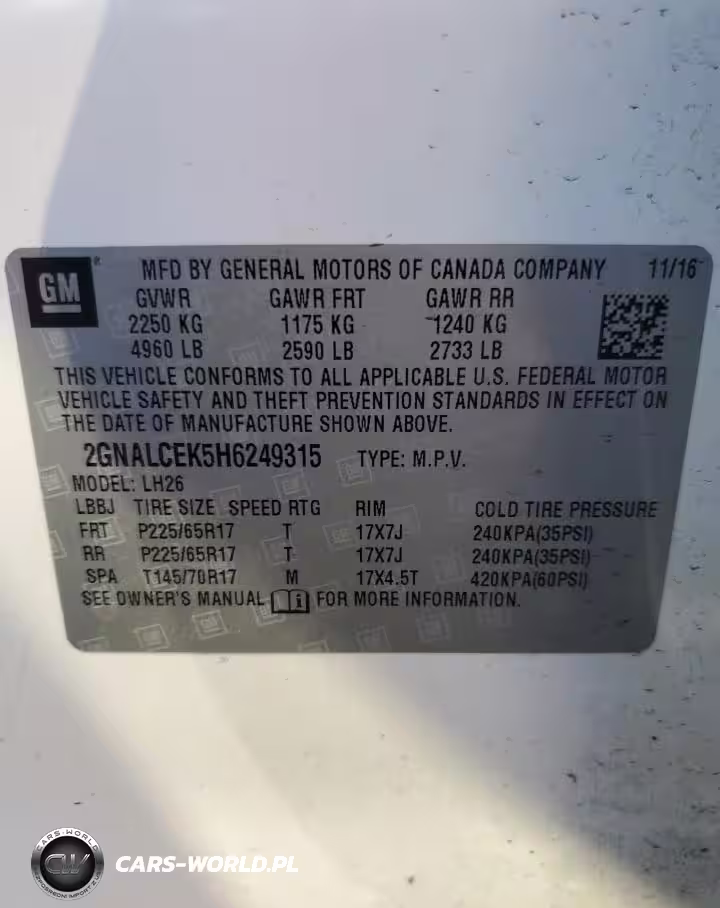 GM
MFD BY GENERAL MOTORS OF CANADA COMPANY 11/16
GVWR GAWR FRT GAWR RR
2250 KG 1175 KG 1240 KG
4960 LB 2590 LB 2733 LB
THIS VEHICLE CONFORMS TO ALL APPLICABLE U.S. FEDERAL MOTOR
VEHICLE SAFETY AND THEFT PREVENTION STANDARDS IN EFFECT ON
THE DATE OF MANUFACTURE SHOWN ABOVE.
2GNALCEK5H6249315 TYPE: M.P.V.
MODEL: LH26
LBBJ TIRE SIZE SPEED RTG RIM COLD TIRE PRESSURE
FRT P225/65R17 T 17X7J 240KPA(35PSI)
RR P225/65R17 T 17X7J 240KPA(35PSI)
SPA T145/70R17 M 17X4.5T 420KPA(60PSI)
SEE OWNER'S MANUAL i FOR MORE INFORMATION.
CARS-WORLD
CW
CARS-WORLD.PL